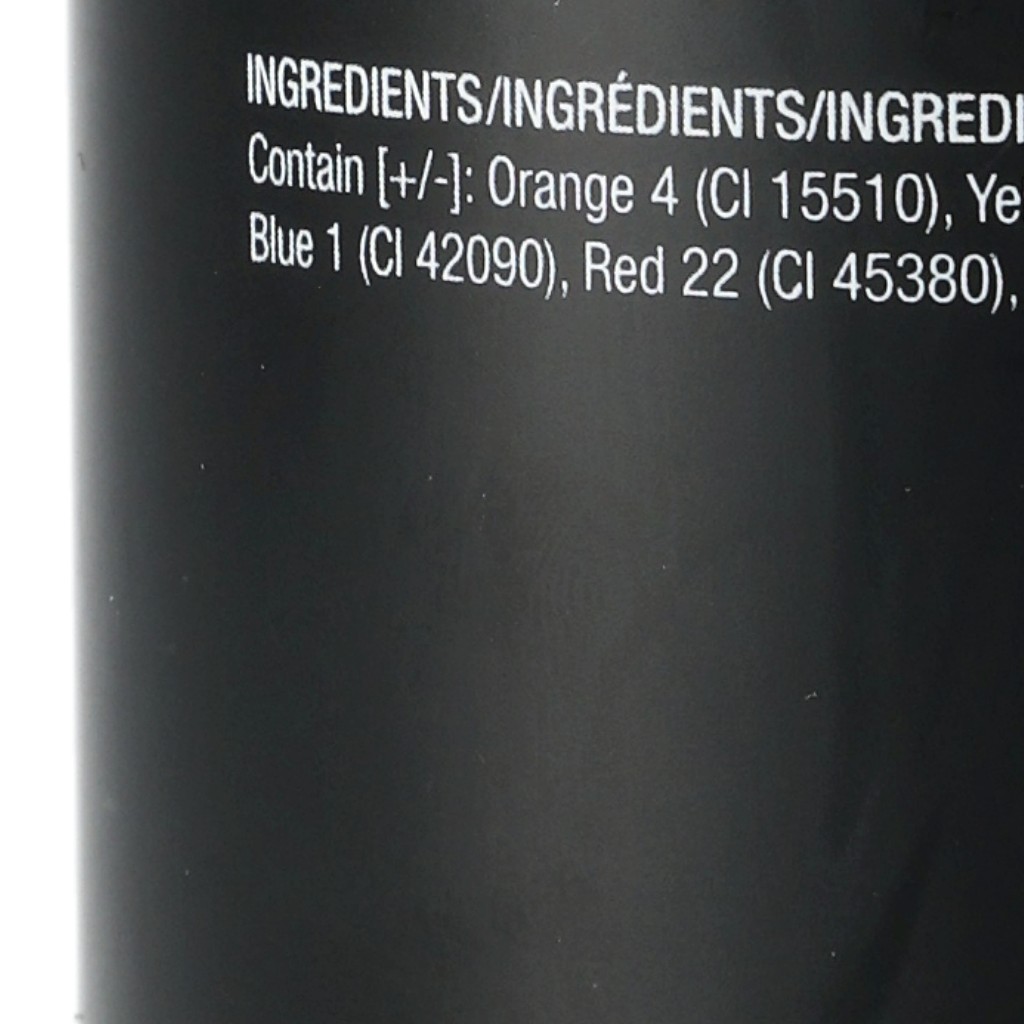 INGREDIENTS/INGRÉDIENTS/INGREDI
Contain [+/-]: Orange 4 (CI 15510), Ye
Blue 1 (CI 42090), Red 22 (CI 45380),